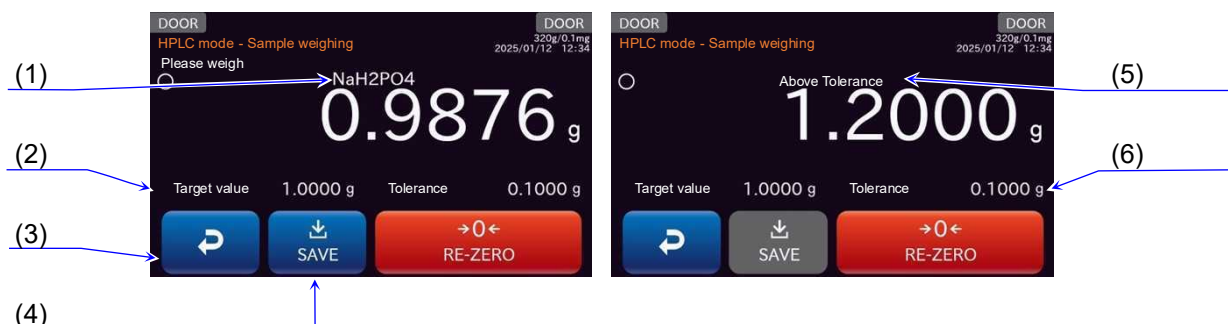 DOOR DOOR
HPLC mode - Sample weighing 320g/0.1mg
2025/01/12 12:34
Please weigh
(1) NaH2PO4
0.9876 g
(2) Target value 1.0000 g Tolerance 0.1000 g
(3) SAVE →0← RE-ZERO
(4)
DOOR DOOR
HPLC mode - Sample weighing 320g/0.1mg
2025/01/12 12:34
Above Tolerance (5)
1.2000 g
Target value 1.0000 g Tolerance 0.1000 g (6)
SAVE →0← RE-ZERO